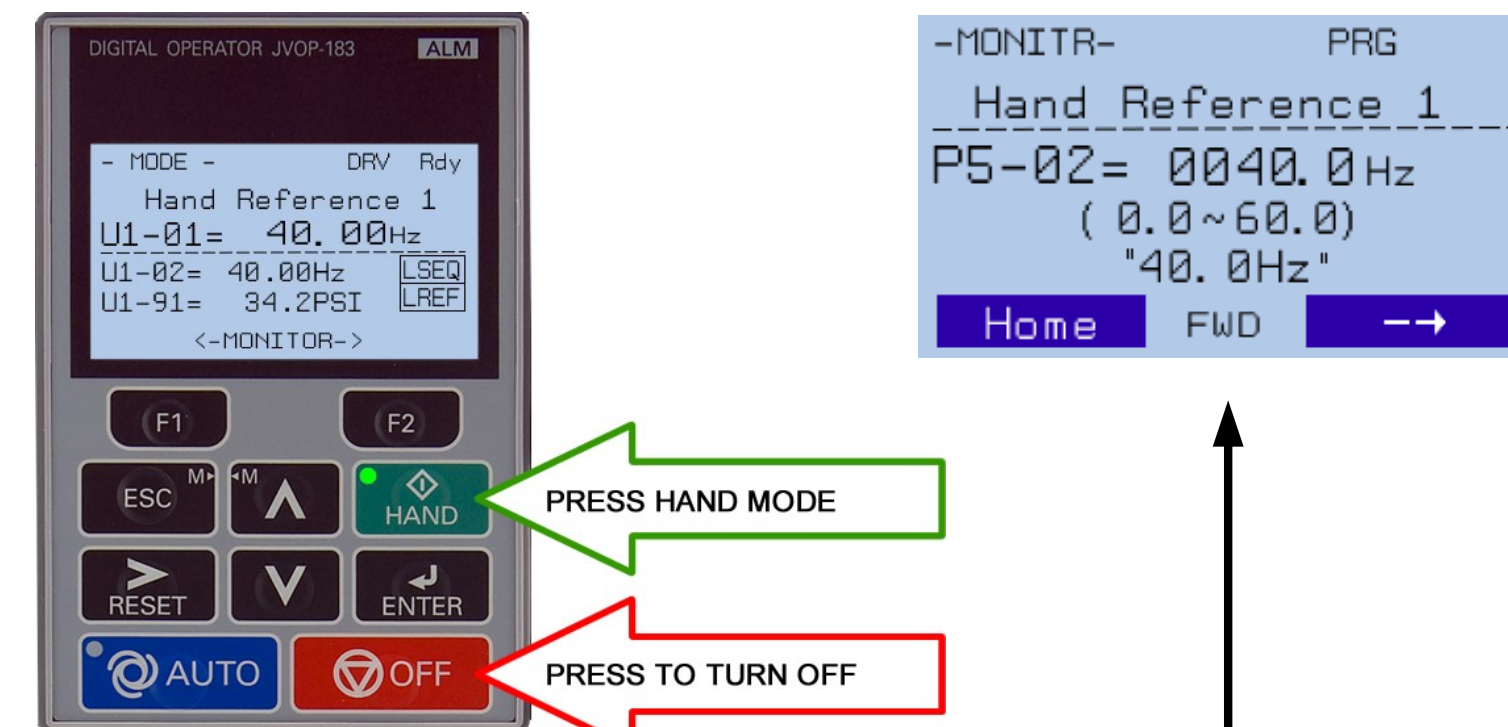 DIGITAL OPERATOR JVOP-183 ALM
- MODE - DRV Rdy
Hand Reference 1
U1-01= 40.00Hz
U1-02= 40.00Hz LSEQ
U1-91= 34.2PSI LREF
<-MONITOR->
F1 F2
ESC M▸ ◂M HAND
RESET ENTER
AUTO OFF
PRESS HAND MODE
PRESS TO TURN OFF
-MONITR- PRG
Hand Reference 1
P5-02= 0040.0Hz
( 0.0~60.0)
"40.0Hz"
Home FWD →